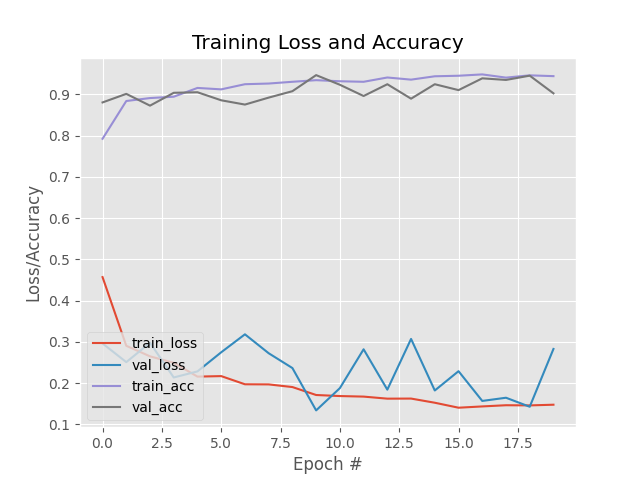 Training Loss and Accuracy
Loss/Accuracy
0.9
0.8
0.7
0.6
0.5
0.4
0.3
0.2
0.1
train_loss
val_loss
train_acc
val_acc
0.0 2.5 5.0 7.5 10.0 12.5 15.0 17.5
Epoch #